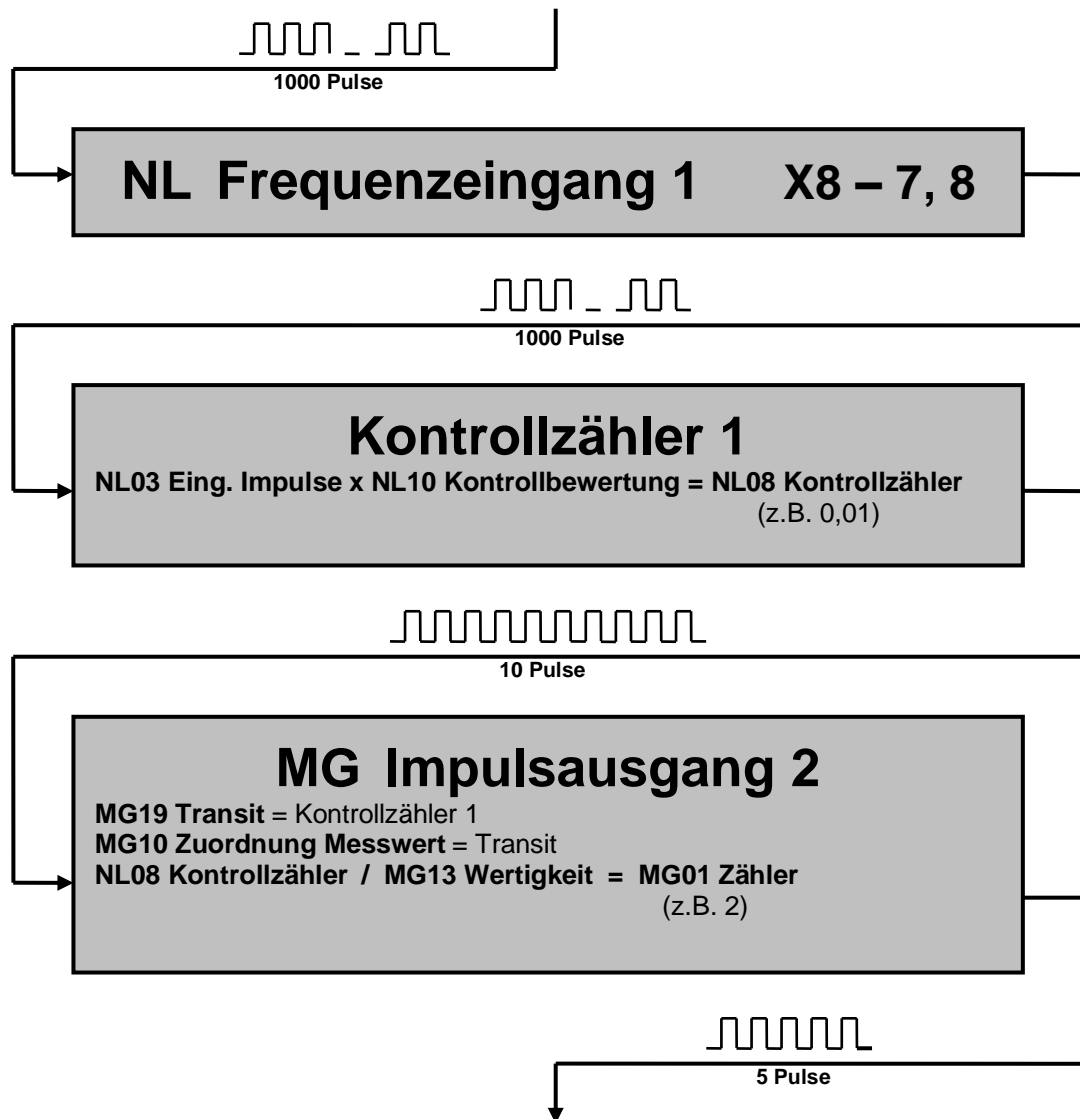 1000 Pulse
NL Frequenzeingang 1 X8 – 7, 8
1000 Pulse
Kontrollzähler 1
NL03 Eing. Impulse x NL10 Kontrollbewertung = NL08 Kontrollzähler
(z.B. 0,01)
10 Pulse
MG Impulsausgang 2
MG19 Transit = Kontrollzähler 1
MG10 Zuordnung Messwert = Transit
NL08 Kontrollzähler / MG13 Wertigkeit = MG01 Zähler
(z.B. 2)
5 Pulse